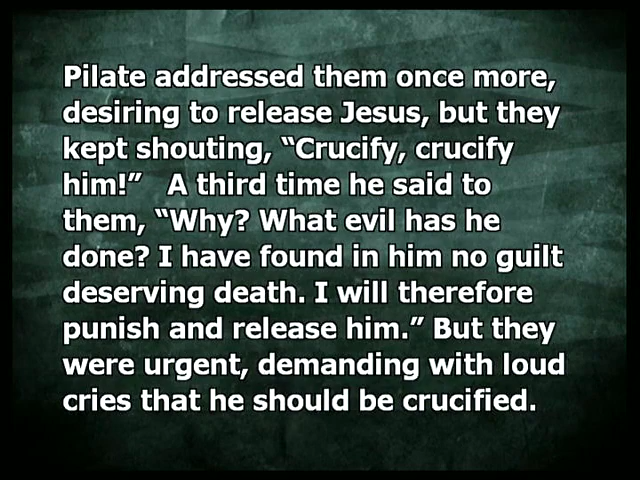 Pilate addressed them once more,
desiring to release Jesus, but they
kept shouting, “Crucify, crucify
him!”   A third time he said to
them, “Why? What evil has he
done? I have found in him no guilt
deserving death. I will therefore
punish and release him.” But they
were urgent, demanding with loud
cries that he should be crucified.